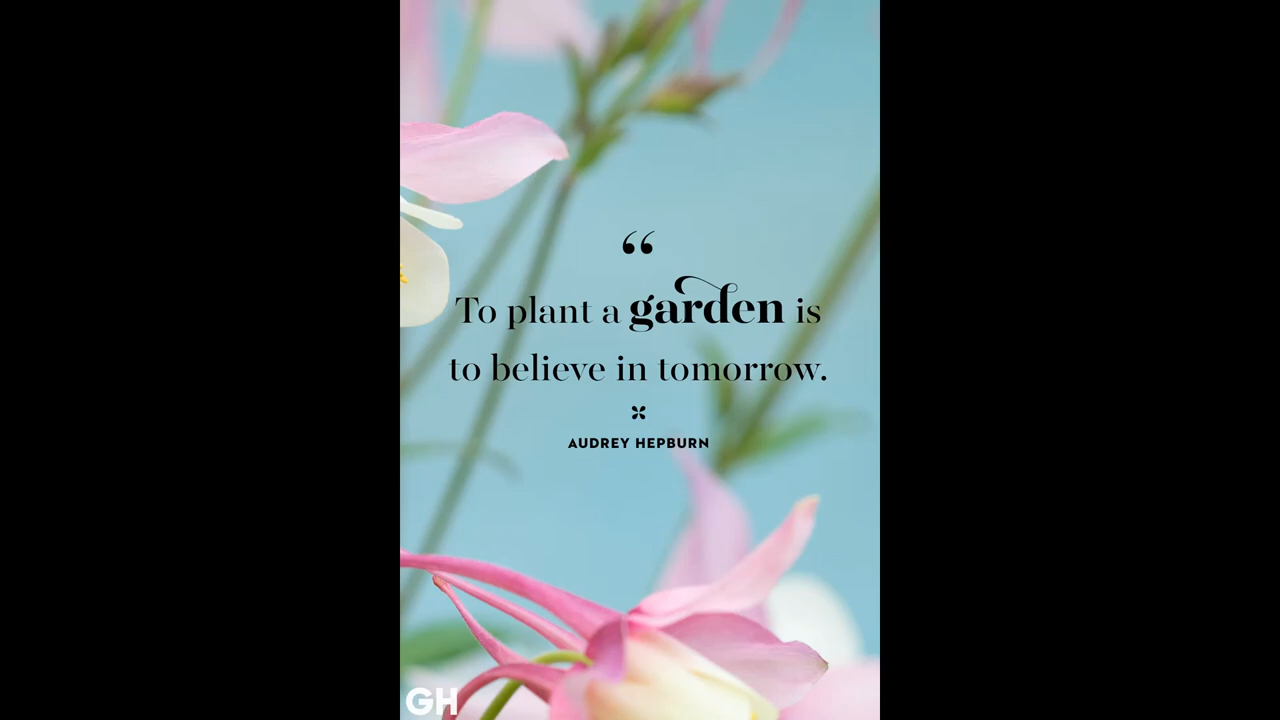 “
To plant a garden is
to believe in tomorrow.
AUDREY HEPBURN
GH